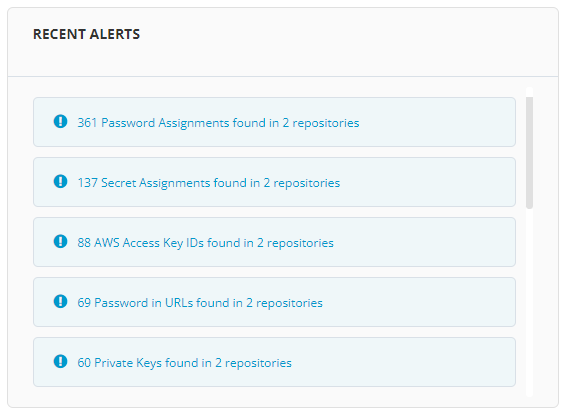 RECENT ALERTS
361 Password Assignments found in 2 repositories
137 Secret Assignments found in 2 repositories
88 AWS Access Key IDs found in 2 repositories
69 Password in URLs found in 2 repositories
60 Private Keys found in 2 repositories